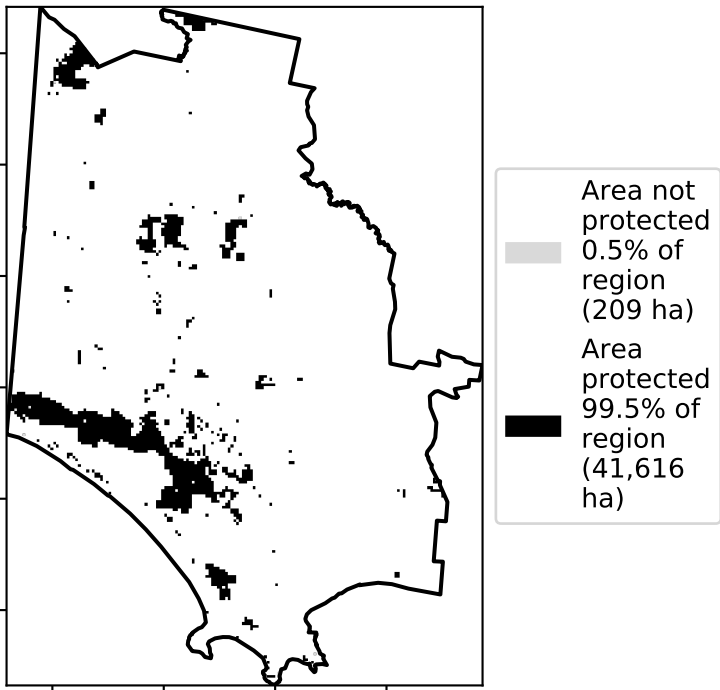 Area not
protected
0.5% of
region
(209 ha)
Area
protected
99.5% of
region
(41,616
ha)